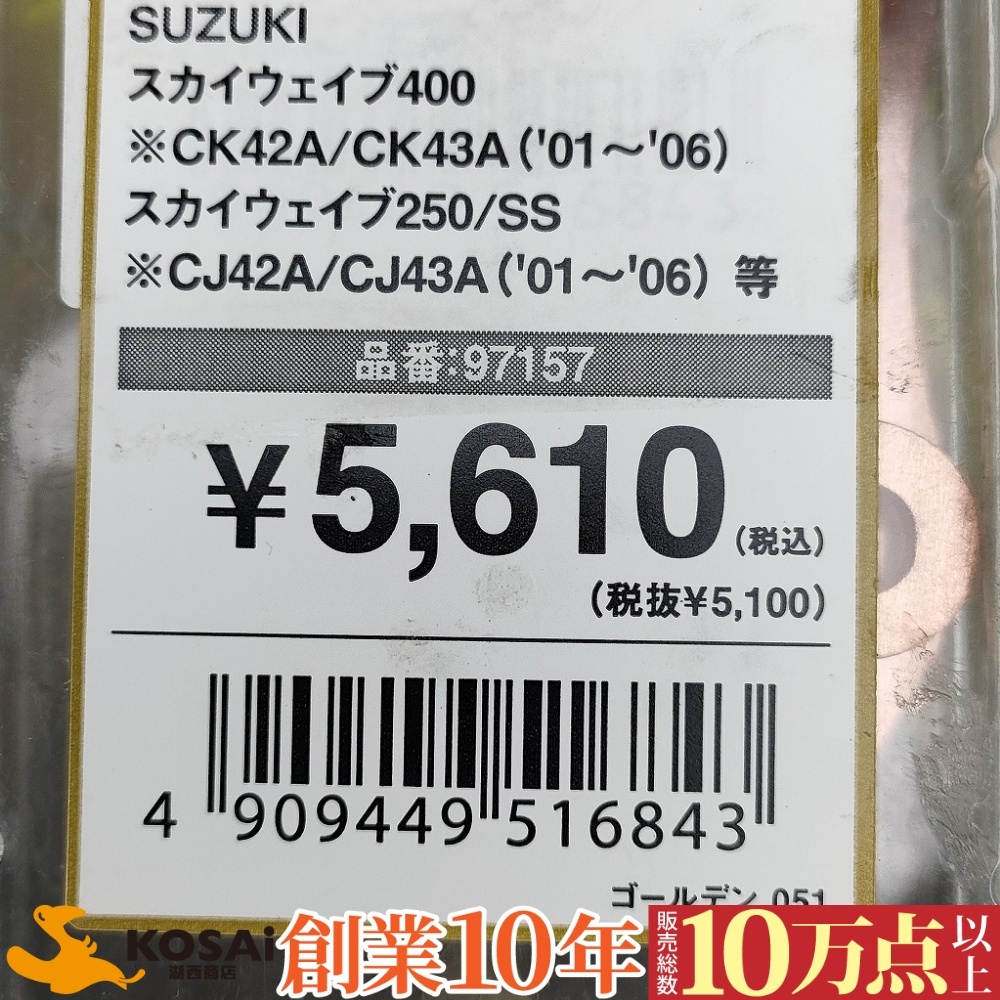 SUZUKI
スカイウェイブ400
※CK42A/CK43A('01〜'06)
スカイウェイブ250/SS
※CJ42A/CJ43A('01〜'06) 等
品番:97157
¥5,610(税込)
(税抜¥5,100)
4 909449 516843
ゴールデン 051
KOSAi
湖西商店
創業10年
販売総数
10万点以上